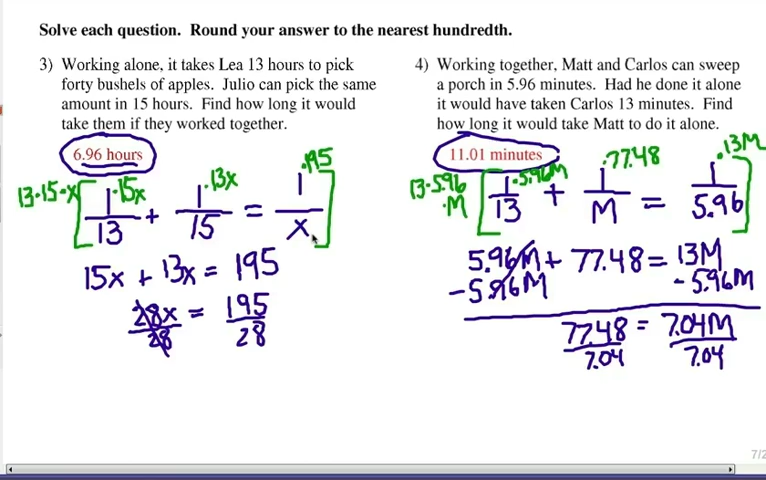 Solve each question. Round your answer to the nearest hundredth.
3) Working alone, it takes Lea 13 hours to pick
forty bushels of apples. Julio can pick the same
amount in 15 hours. Find how long it would
take them if they worked together.
6.96 hours
13·15·x [ 1/13 ·15x + 1/15 ·13x = 1/x ·195 ]
15x + 13x = 195
28x/28 = 195/28
4) Working together, Matt and Carlos can sweep
a porch in 5.96 minutes. Had he done it alone
it would have taken Carlos 13 minutes. Find
how long it would take Matt to do it alone.
11.01 minutes
13·5.96·M [ 1/13 ·5.96M + 1/M ·77.48 = 1/5.96 ·13M ]
5.96M + 77.48 = 13M
-5.96M - 5.96M
77.48/7.04 = 7.04M/7.04
7/2